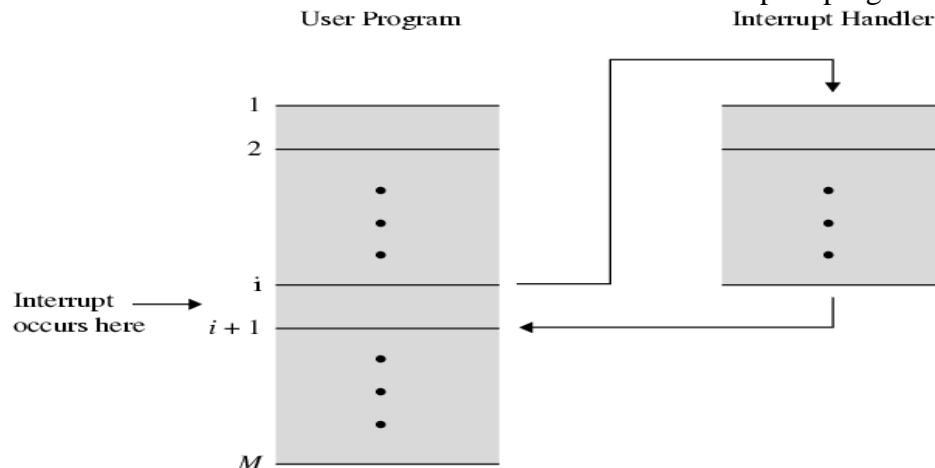 User Program
Interrupt Handler
1
2
i
Interrupt
occurs here
i + 1
M